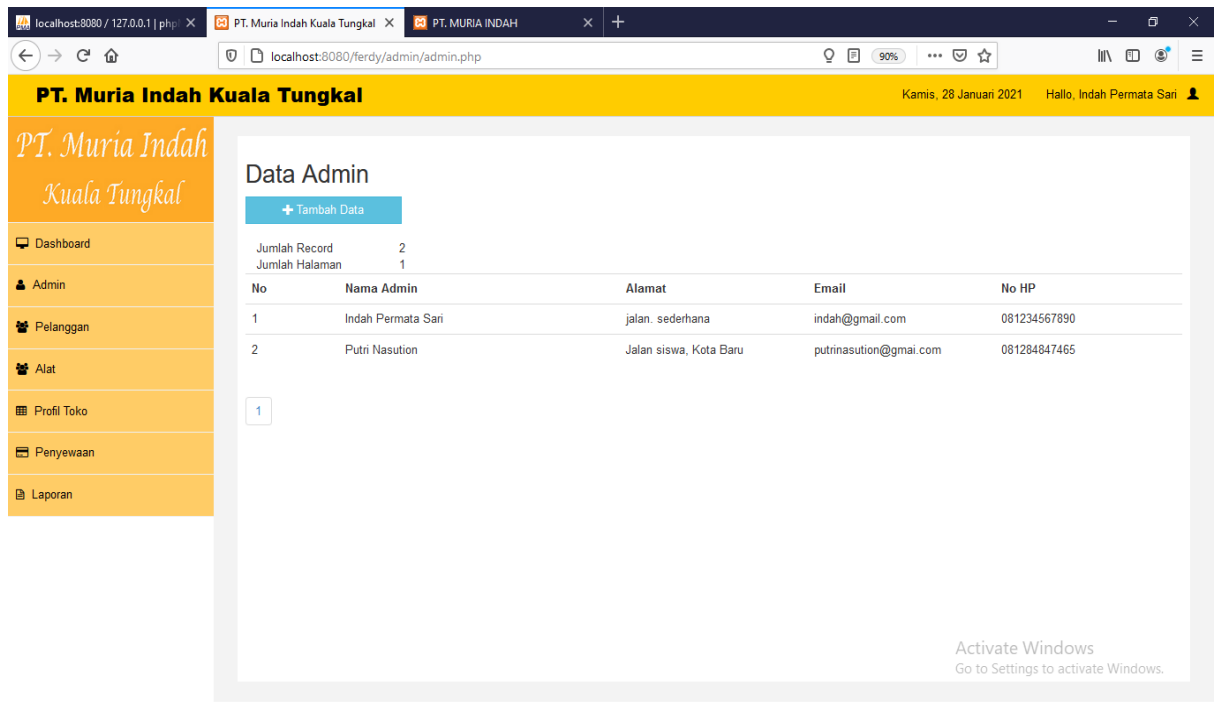 localhost:8080 / 127.0.0.1 | php
PT. Muria Indah Kuala Tungkal
PT. MURIA INDAH
localhost:8080/ferdy/admin/admin.php
90%
PT. Muria Indah Kuala Tungkal
Kamis, 28 Januari 2021
Hallo, Indah Permata Sari
PT. Muria Indah
Kuala Tungkal
Dashboard
Admin
Pelanggan
Alat
Profil Toko
Penyewaan
Laporan
Data Admin
Tambah Data
Jumlah Record 2
Jumlah Halaman 1
No Nama Admin Alamat Email No HP
1 Indah Permata Sari jalan. sederhana indah@gmail.com 081234567890
2 Putri Nasution Jalan siswa, Kota Baru putrinasution@gmai.com 081284847465
1
Activate Windows
Go to Settings to activate Windows.